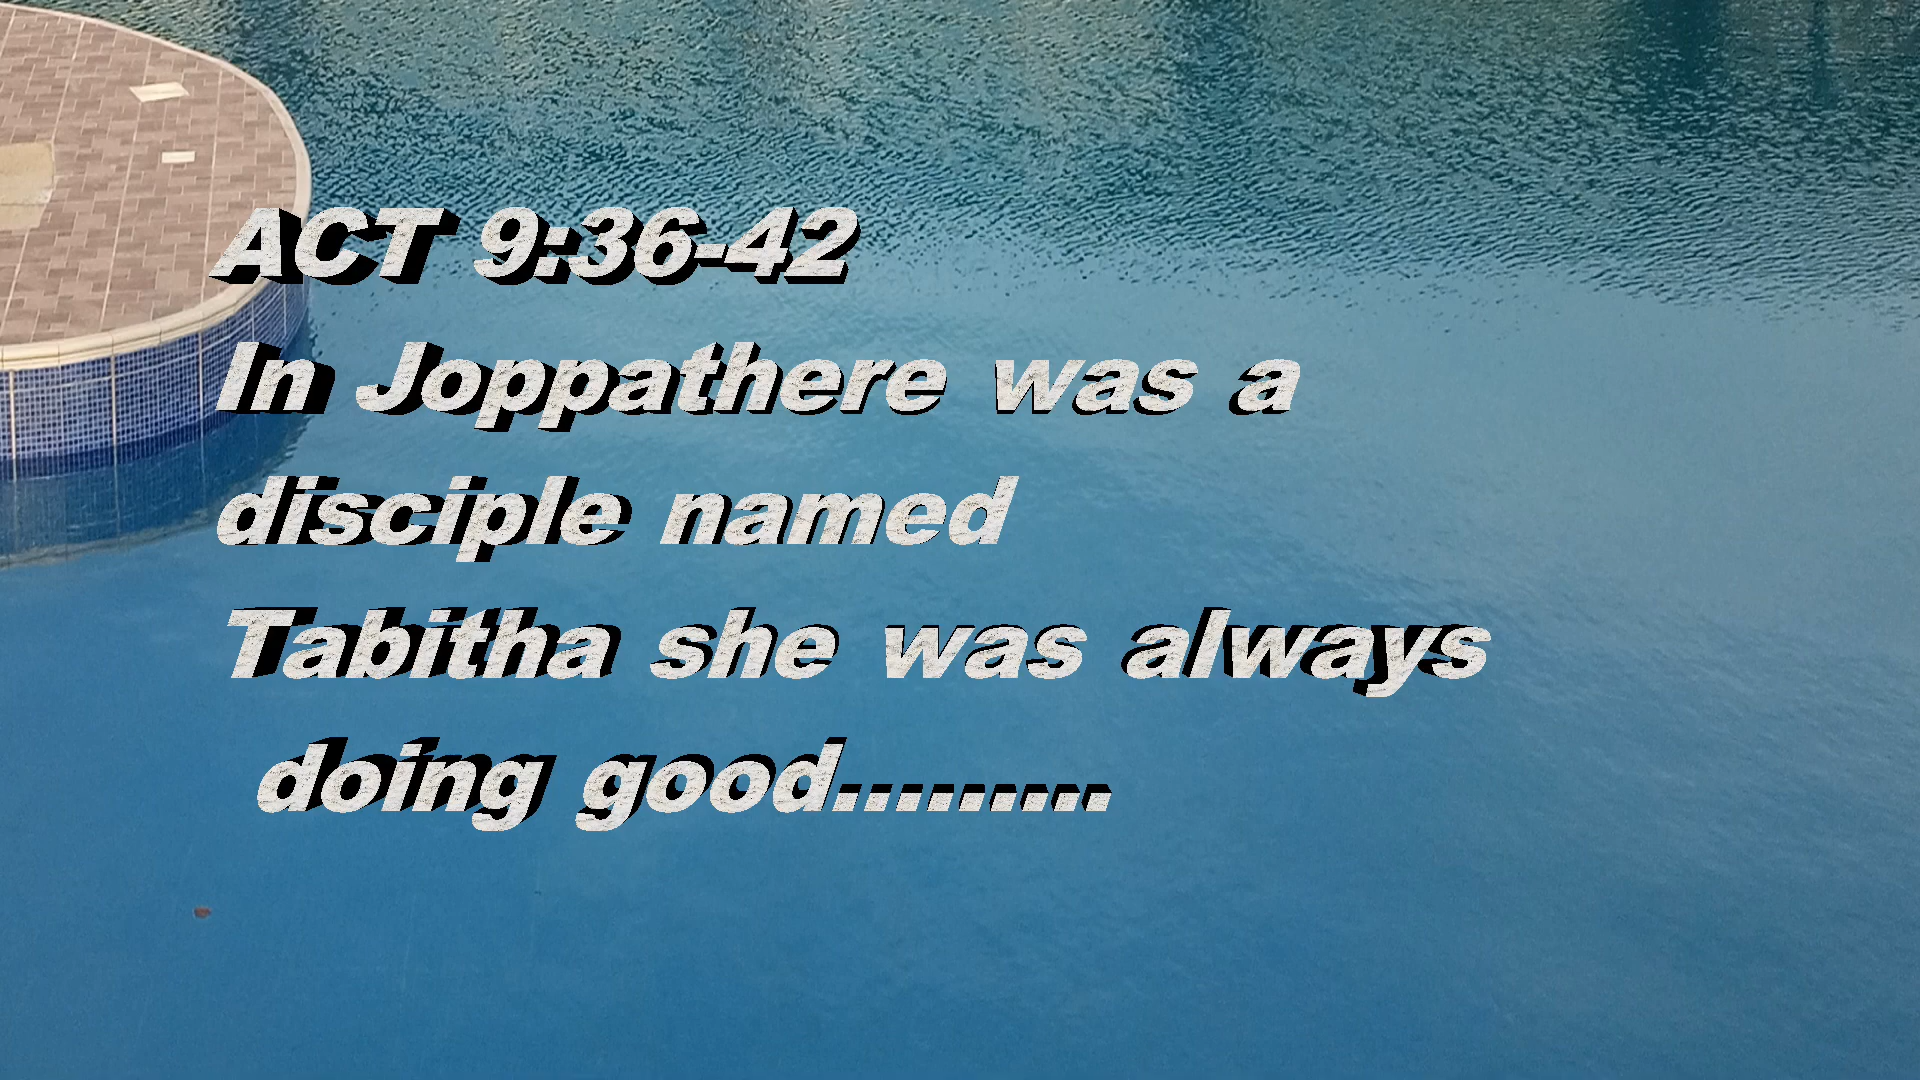 ACT 9:36-42
In Joppathere was a
disciple named
Tabitha she was always
doing good.........